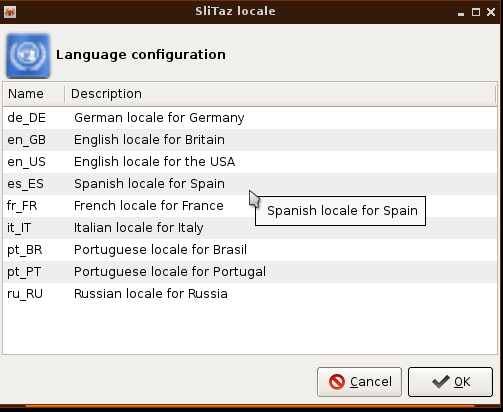 SliTaz locale
Language configuration
Name Description
de_DE German locale for Germany
en_GB English locale for Britain
en_US English locale for the USA
es_ES Spanish locale for Spain
Spanish locale for Spain
fr_FR French locale for France
it_IT Italian locale for Italy
pt_BR Portuguese locale for Brasil
pt_PT Portuguese locale for Portugal
ru_RU Russian locale for Russia
Cancel OK